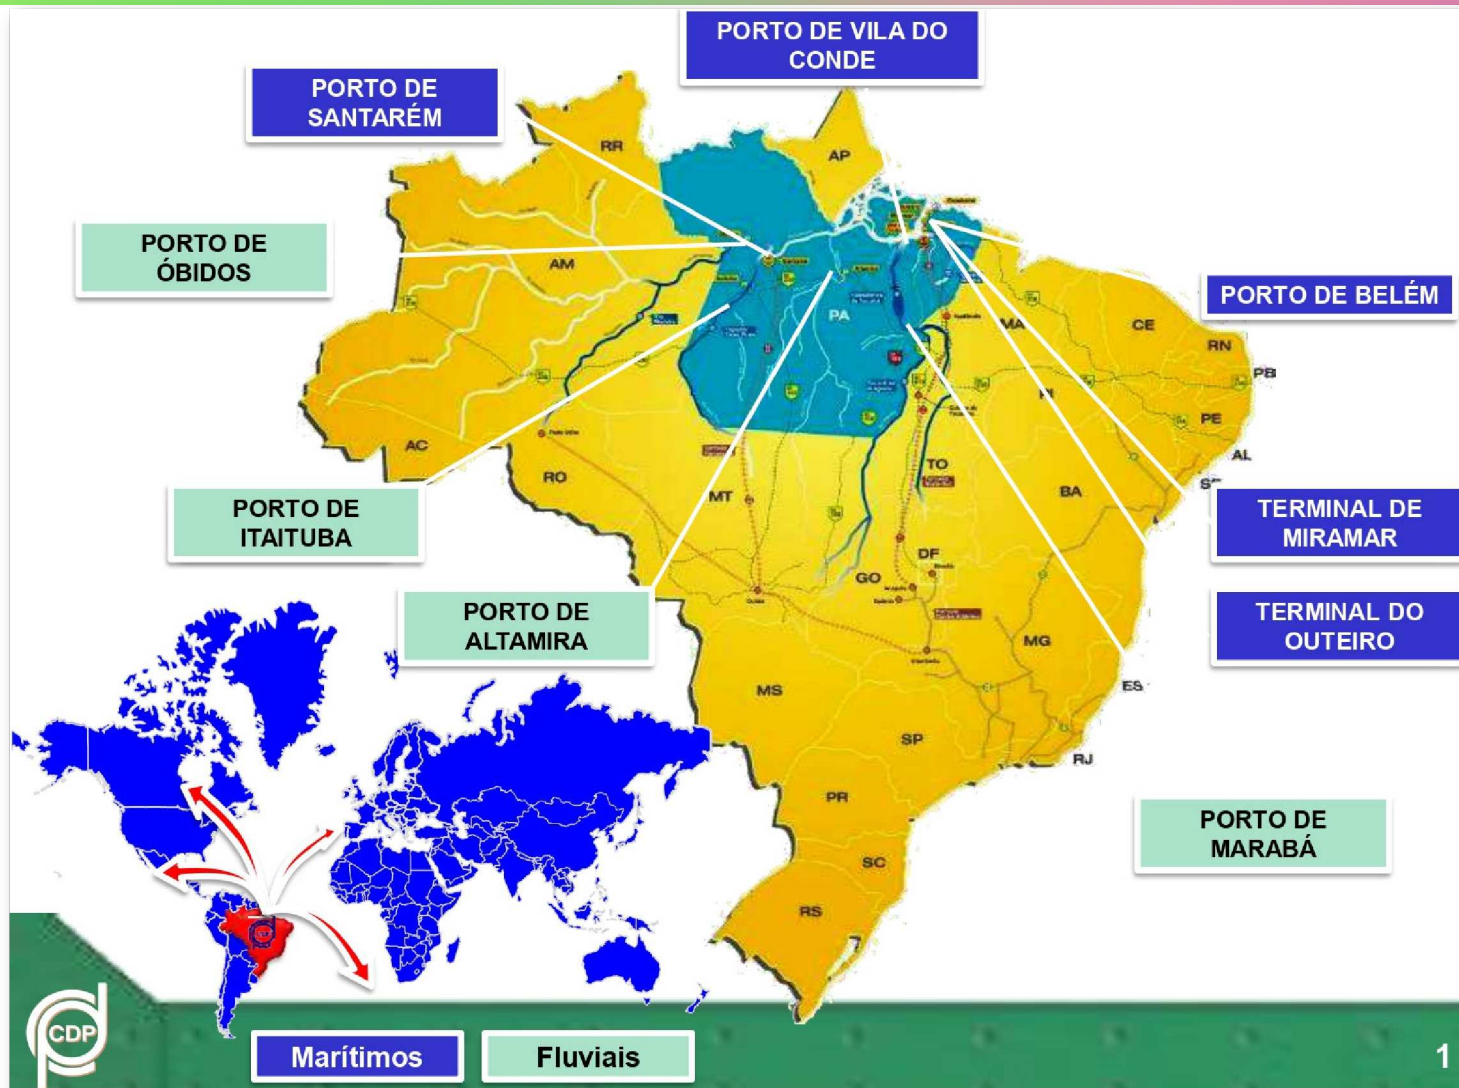 PORTO DE VILA DO
CONDE
PORTO DE
SANTARÉM
RR
AP
PORTO DE
ÓBIDOS
AM
PORTO DE BELÉM
PA
MA
CE
RN
PB
PI
PE
AC
AL
TO
RO
MT
BA
PORTO DE
ITAITUBA
TERMINAL DE
MIRAMAR
DF
GO
PORTO DE
ALTAMIRA
TERMINAL DO
OUTEIRO
MG
MS
ES
SP
RJ
PR
PORTO DE
MARABÁ
SC
RS
CDP
Marítimos
Fluviais
1